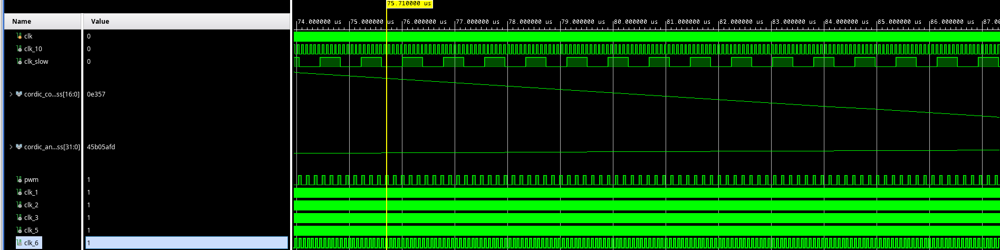 75.710000 us
Name Value
74.000000 us 75.000000 us 76.000000 us 77.000000 us 78.000000 us 79.000000 us 80.000000 us 81.000000 us 82.000000 us 83.000000 us 84.000000 us 85.000000 us 86.000000 us 87.00
clk 0
clk_10 0
clk_slow 0
cordic_co...ss[16:0] 0e357
cordic_an...ss[31:0] 45b05afd
pwm 1
clk_1 1
clk_2 1
clk_3 1
clk_5 1
clk_6 1